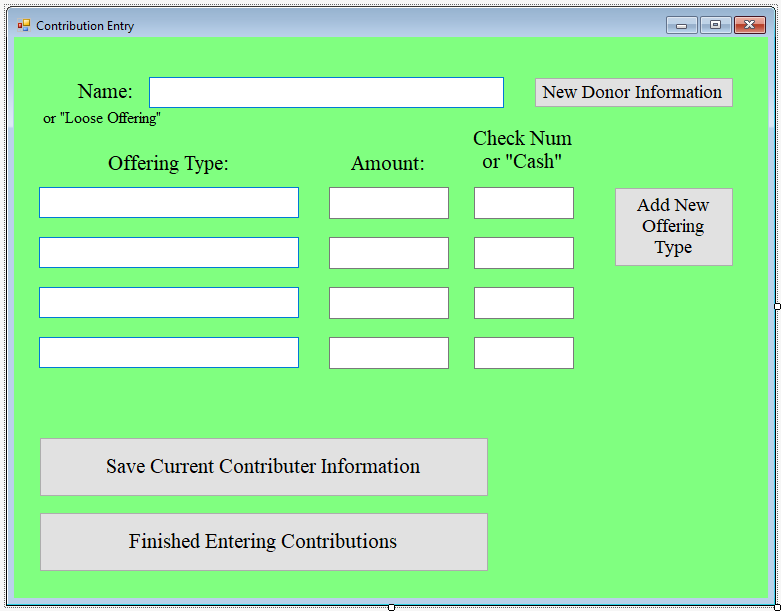 Contribution Entry
Name:
New Donor Information
or "Loose Offering"
Offering Type:
Amount:
Check Num
or "Cash"
Add New
Offering
Type
Save Current Contributer Information
Finished Entering Contributions